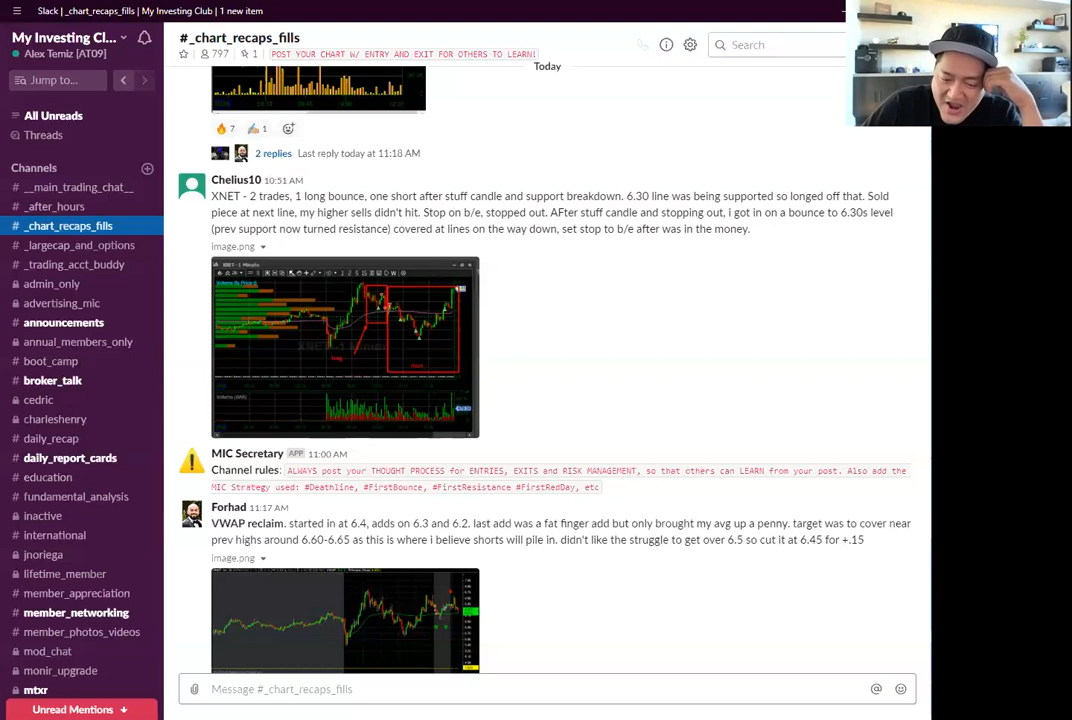 Slack | _chart_recaps_fills | My Investing Club | 1 new item
My Investing Cl...
Alex Temiz [AT09]
Jump to...
All Unreads
Threads
Channels
# __main_trading_chat__
# _after_hours
# _chart_recaps_fills
# _largecap_and_options
# _trading_acct_buddy
admin_only
# advertising_mic
# announcements
# annual_members_only
# boot_camp
# broker_talk
cedric
charleshenry
daily_recap
# daily_report_cards
# education
# fundamental_analysis
# inactive
# international
jnoriega
# lifetime_member
# member_appreciation
# member_networking
# member_photos_videos
mod_chat
monir_upgrade
mtxr
Unread Mentions
#_chart_recaps_fills
797
1
POST YOUR CHART W/ ENTRY AND EXIT FOR OTHERS TO LEARN!
Search
Today
7
1
2 replies Last reply today at 11:18 AM
Chelius10 10:51 AM
XNET - 2 trades, 1 long bounce, one short after stuff candle and support breakdown. 6.30 line was being supported so longed off that. Sold
piece at next line, my higher sells didn't hit. Stop on b/e, stopped out. AFter stuff candle and stopping out, i got in on a bounce to 6.30s level
(prev support now turned resistance) covered at lines on the way down, set stop to b/e after was in the money.
image.png
MIC Secretary APP 11:00 AM
Channel rules: ALWAYS post your THOUGHT PROCESS for ENTRIES, EXITS and RISK MANAGEMENT, so that others can LEARN from your post. Also add the
MIC Strategy used: #Deathline, #FirstBounce, #FirstResistance #FirstRedDay, etc
Forhad 11:17 AM
VWAP reclaim. started in at 6.4, adds on 6.3 and 6.2. last add was a fat finger add but only brought my avg up a penny. target was to cover near
prev highs around 6.60-6.65 as this is where i believe shorts will pile in. didn't like the struggle to get over 6.5 so cut it at 6.45 for +.15
image.png
Message #_chart_recaps_fills